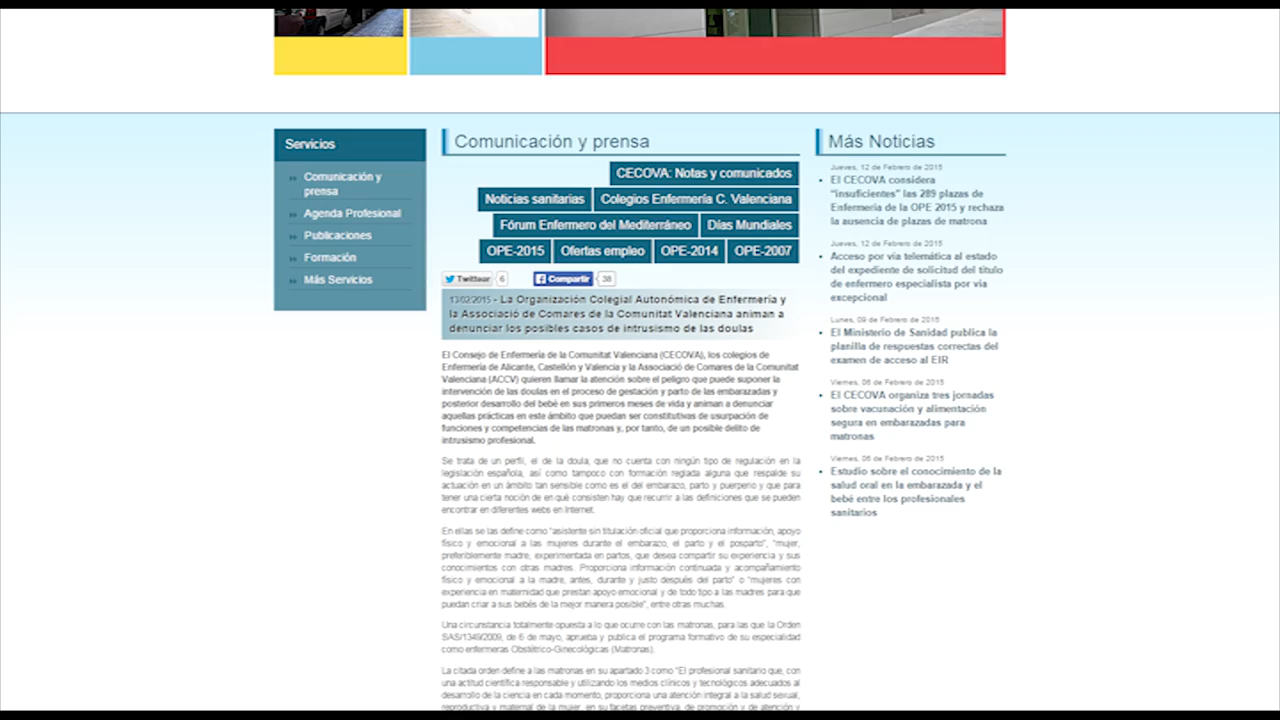 Servicios
Comunicación y
prensa
Agenda Profesional
Publicaciones
Formación
Más Servicios
Comunicación y prensa
CECOVA: Notas y comunicados
Noticias sanitarias
Colegios Enfermería C. Valenciana
Fórum Enfermero del Mediterráneo
Días Mundiales
OPE-2015
Ofertas empleo
OPE-2014
OPE-2007
Twittear
6
Compartir
38
13/02/2015 - La Organización Colegial Autonómica de Enfermería y
la Associació de Comares de la Comunitat Valenciana animan a
denunciar los posibles casos de intrusismo de las doulas
El Consejo de Enfermería de la Comunitat Valenciana (CECOVA), los colegios de
Enfermería de Alicante, Castellón y Valencia y la Associació de Comares de la Comunitat
Valenciana (ACCV) quieren llamar la atención sobre el peligro que puede suponer la
intervención de las doulas en el proceso de gestación y parto de las embarazadas y
posterior desarrollo del bebé en sus primeros meses de vida y animan a denunciar
aquellas prácticas en este ámbito que puedan ser constitutivas de usurpación de
funciones y competencias de las matronas y, por tanto, de un posible delito de
intrusismo profesional.
Se trata de un perfil, el de la doula, que no cuenta con ningún tipo de regulación en la
legislación española, así como tampoco con formación reglada alguna que respalde su
actuación en un ámbito tan sensible como es el del embarazo, parto y puerperio y que para
tener una cierta noción de en qué consisten hay que recurrir a las definiciones que se pueden
encontrar en diferentes webs en Internet.
En ellas se las define como "asistente sin titulación oficial que proporciona información, apoyo
físico y emocional a las mujeres durante el embarazo, el parto y el posparto", "mujer,
preferiblemente madre, experimentada en partos, que desea compartir su experiencia y sus
conocimientos con otras madres. Proporciona información continuada y acompañamiento
físico y emocional a la madre, antes, durante y justo después del parto" o "mujeres con
experiencia en maternidad que prestan apoyo emocional y de todo tipo a las madres para que
puedan criar a sus bebés de la mejor manera posible", entre otras muchas.
Una circunstancia totalmente opuesta a lo que ocurre con las matronas, para las que la Orden
SAS/1349/2009, de 6 de mayo, aprueba y publica el programa formativo de su especialidad
como enfermeras Obstétrico-Ginecológicas (Matronas).
La citada orden define a las matronas en su apartado 3 como "El profesional sanitario que, con
una actitud científica responsable y utilizando los medios clínicos y tecnológicos adecuados al
desarrollo de la ciencia en cada momento, proporciona una atención integral a la salud sexual,
reproductiva y maternal de la mujer, en su facetas preventiva, de promoción y de atención y
Más Noticias
Jueves, 12 de Febrero de 2015
El CECOVA considera
“insuficientes” las 289 plazas de
Enfermería de la OPE 2015 y rechaza
la ausencia de plazas de matrona
Jueves, 12 de Febrero de 2015
Acceso por vía telemática al estado
del expediente de solicitud del título
de enfermero especialista por vía
excepcional
Lunes, 09 de Febrero de 2015
El Ministerio de Sanidad publica la
planilla de respuestas correctas del
examen de acceso al EIR
Viernes, 06 de Febrero de 2015
El CECOVA organiza tres jornadas
sobre vacunación y alimentación
segura en embarazadas para
matronas
Viernes, 06 de Febrero de 2015
Estudio sobre el conocimiento de la
salud oral en la embarazada y el
bebé entre los profesionales
sanitarios